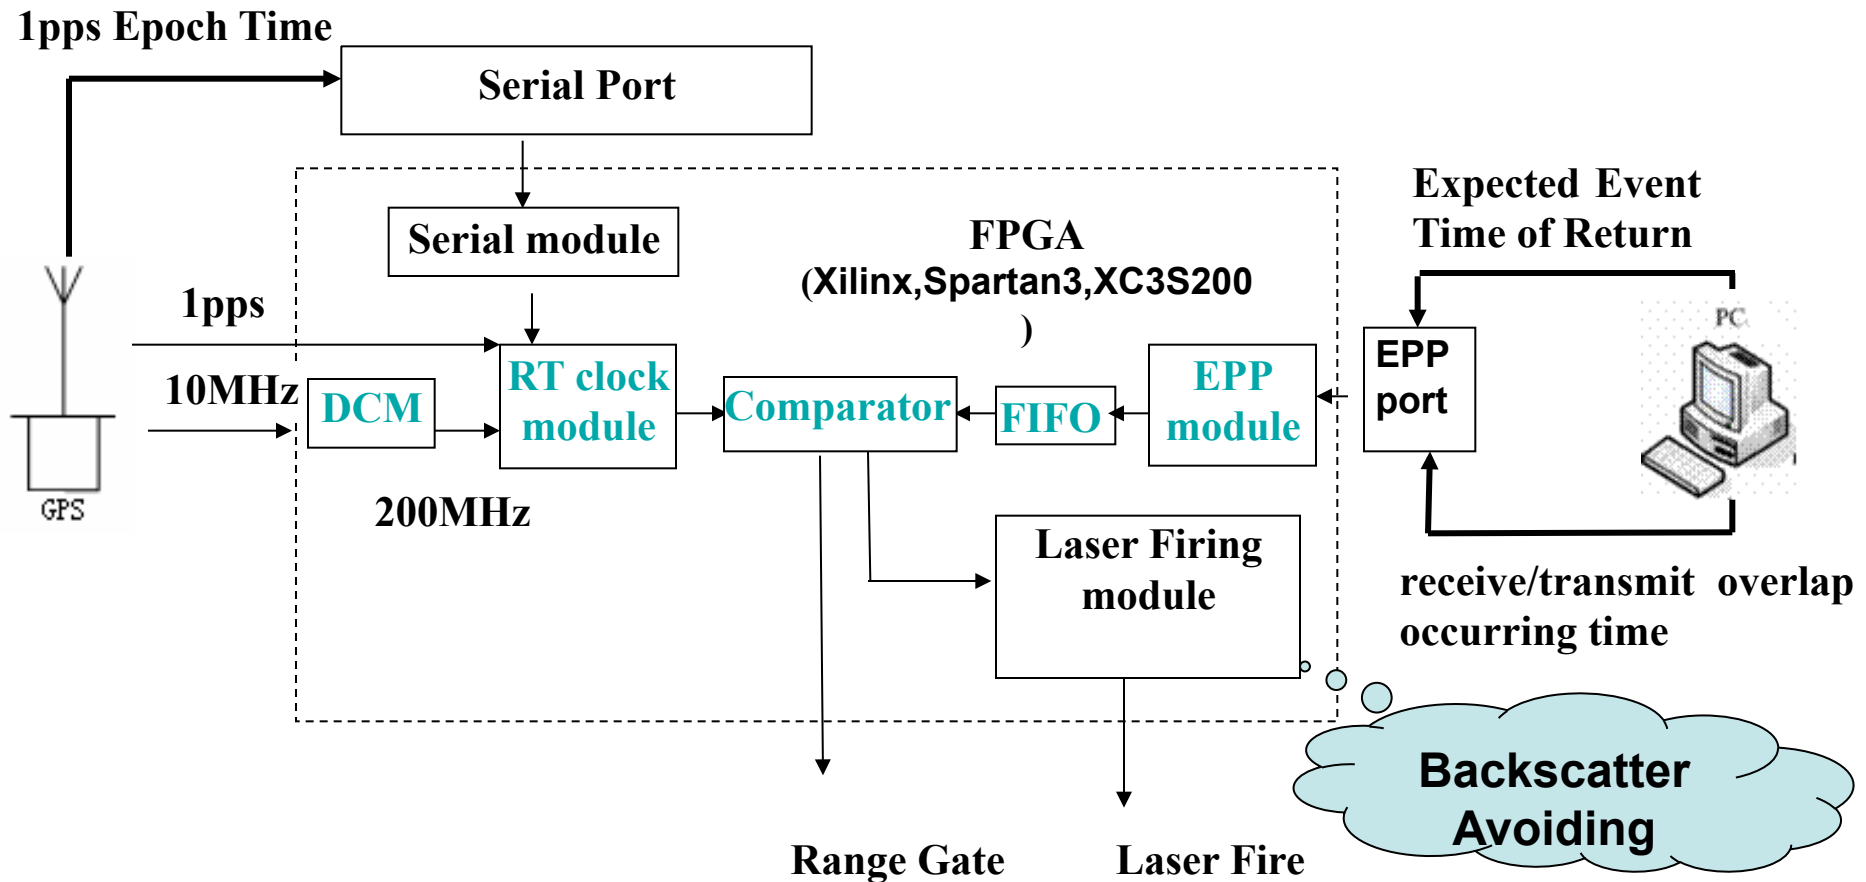 1pps Epoch Time
Serial Port
Serial module
FPGA
(Xilinx,Spartan3,XC3S200
)
Expected Event
Time of Return
1pps
10MHz
DCM
RT clock
module
Comparator
FIFO
EPP
module
EPP
port
PC
GPS
200MHz
Laser Firing
module
receive/transmit overlap
occurring time
Backscatter
Avoiding
Range Gate
Laser Fire